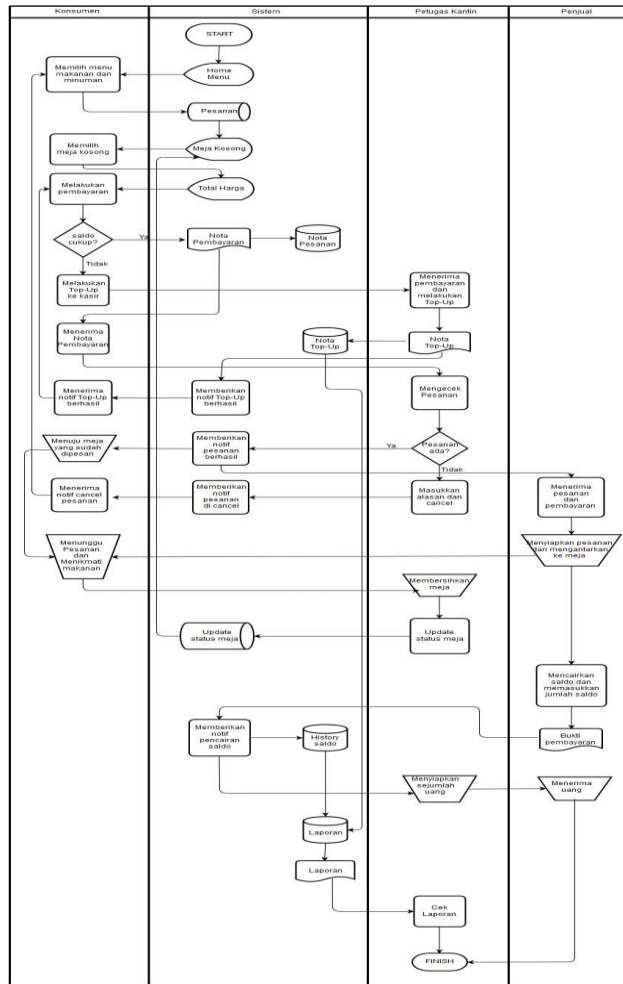 Konsumen
Sistem
Petugas Kantin
Penjual
START
Home
Menu
Memilih menu
makanan dan
minuman
Pesanan
Memilih
meja kosong
Meja Kosong
Melakukan
pembayaran
Total Harga
saldo
cukup?
Ya
Nota
Pembayaran
Nota
Pesanan
Tidak
Melakukan
Top-Up
ke kasir
Menerima
pembayaran
dan
melakukan
Top-Up
Menerima
Nota
Pembayaran
Nota
Top-Up
Nota
Top-Up
Menerima
notif Top-Up
berhasil
Memberikan
notif Top-Up
berhasil
Mengecek
Pesanan
Menuju meja
yang sudah
dipesan
Memberikan
notif
pesanan
berhasil
Ya
Pesanan
ada?
Tidak
Menerima
notif cancel
pesanan
Memberikan
notif
pesanan
di cancel
Masukkan
alasan dan
cancel
Menerima
pesanan
dan
pembayaran
Menunggu
Pesanan
dan
Menikmati
makanan
Menyiapkan pesanan
dan mengantarkan
ke meja
Membersihkan
meja
Update
status meja
Update
status meja
Mencairkan
saldo dan
memasukkan
jumlah saldo
Memberikan
notif
pencairan
saldo
History
saldo
Bukti
pembayaran
Menyiapkan
sejumlah
uang
Menerima
uang
Laporan
Laporan
Cek
Laporan
FINISH